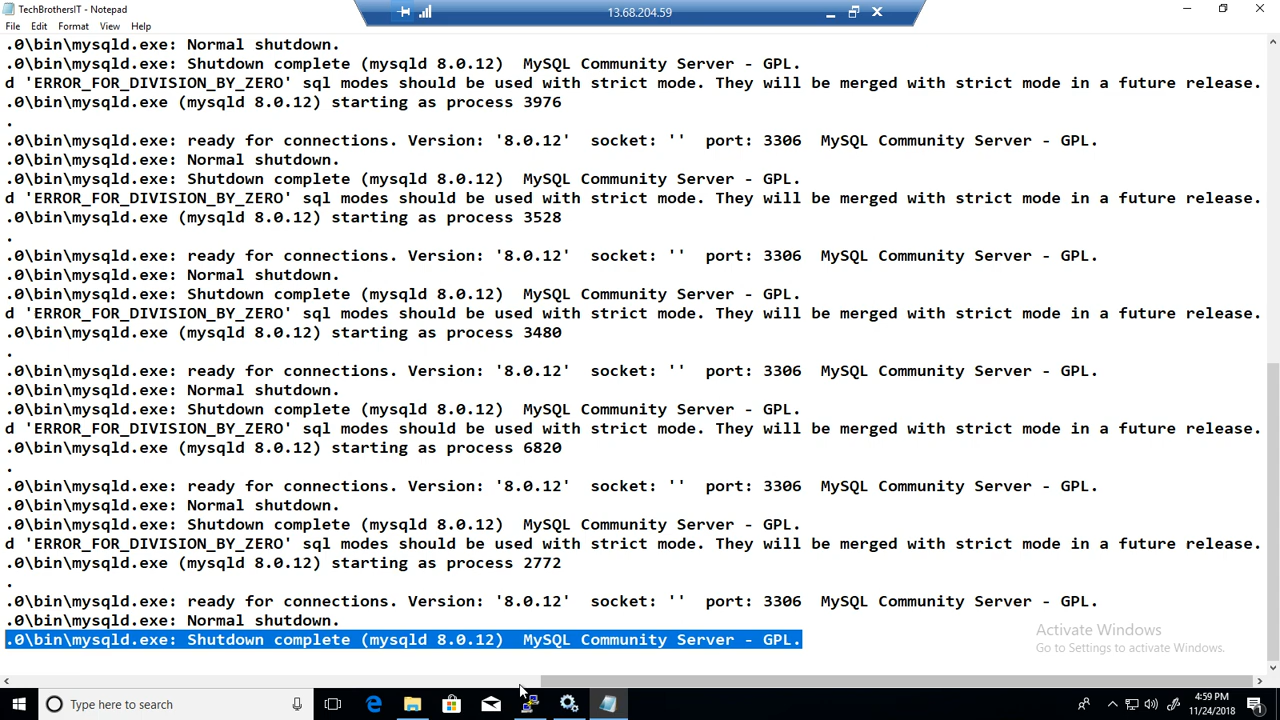 TechBrothersIT - Notepad
13.68.204.59
File Edit Format View Help
.0\bin\mysqld.exe: Normal shutdown.
.0\bin\mysqld.exe: Shutdown complete (mysqld 8.0.12)  MySQL Community Server - GPL.
d 'ERROR_FOR_DIVISION_BY_ZERO' sql modes should be used with strict mode. They will be merged with strict mode in a future release.
.0\bin\mysqld.exe (mysqld 8.0.12) starting as process 3976
.
.0\bin\mysqld.exe: ready for connections. Version: '8.0.12'  socket: ''  port: 3306  MySQL Community Server - GPL.
.0\bin\mysqld.exe: Normal shutdown.
.0\bin\mysqld.exe: Shutdown complete (mysqld 8.0.12)  MySQL Community Server - GPL.
d 'ERROR_FOR_DIVISION_BY_ZERO' sql modes should be used with strict mode. They will be merged with strict mode in a future release.
.0\bin\mysqld.exe (mysqld 8.0.12) starting as process 3528
.
.0\bin\mysqld.exe: ready for connections. Version: '8.0.12'  socket: ''  port: 3306  MySQL Community Server - GPL.
.0\bin\mysqld.exe: Normal shutdown.
.0\bin\mysqld.exe: Shutdown complete (mysqld 8.0.12)  MySQL Community Server - GPL.
d 'ERROR_FOR_DIVISION_BY_ZERO' sql modes should be used with strict mode. They will be merged with strict mode in a future release.
.0\bin\mysqld.exe (mysqld 8.0.12) starting as process 3480
.
.0\bin\mysqld.exe: ready for connections. Version: '8.0.12'  socket: ''  port: 3306  MySQL Community Server - GPL.
.0\bin\mysqld.exe: Normal shutdown.
.0\bin\mysqld.exe: Shutdown complete (mysqld 8.0.12)  MySQL Community Server - GPL.
d 'ERROR_FOR_DIVISION_BY_ZERO' sql modes should be used with strict mode. They will be merged with strict mode in a future release.
.0\bin\mysqld.exe (mysqld 8.0.12) starting as process 6820
.
.0\bin\mysqld.exe: ready for connections. Version: '8.0.12'  socket: ''  port: 3306  MySQL Community Server - GPL.
.0\bin\mysqld.exe: Normal shutdown.
.0\bin\mysqld.exe: Shutdown complete (mysqld 8.0.12)  MySQL Community Server - GPL.
d 'ERROR_FOR_DIVISION_BY_ZERO' sql modes should be used with strict mode. They will be merged with strict mode in a future release.
.0\bin\mysqld.exe (mysqld 8.0.12) starting as process 2772
.
.0\bin\mysqld.exe: ready for connections. Version: '8.0.12'  socket: ''  port: 3306  MySQL Community Server - GPL.
.0\bin\mysqld.exe: Normal shutdown.
.0\bin\mysqld.exe: Shutdown complete (mysqld 8.0.12)  MySQL Community Server - GPL.
Activate Windows
Go to Settings to activate Windows.
Type here to search
4:59 PM
11/24/2018
1